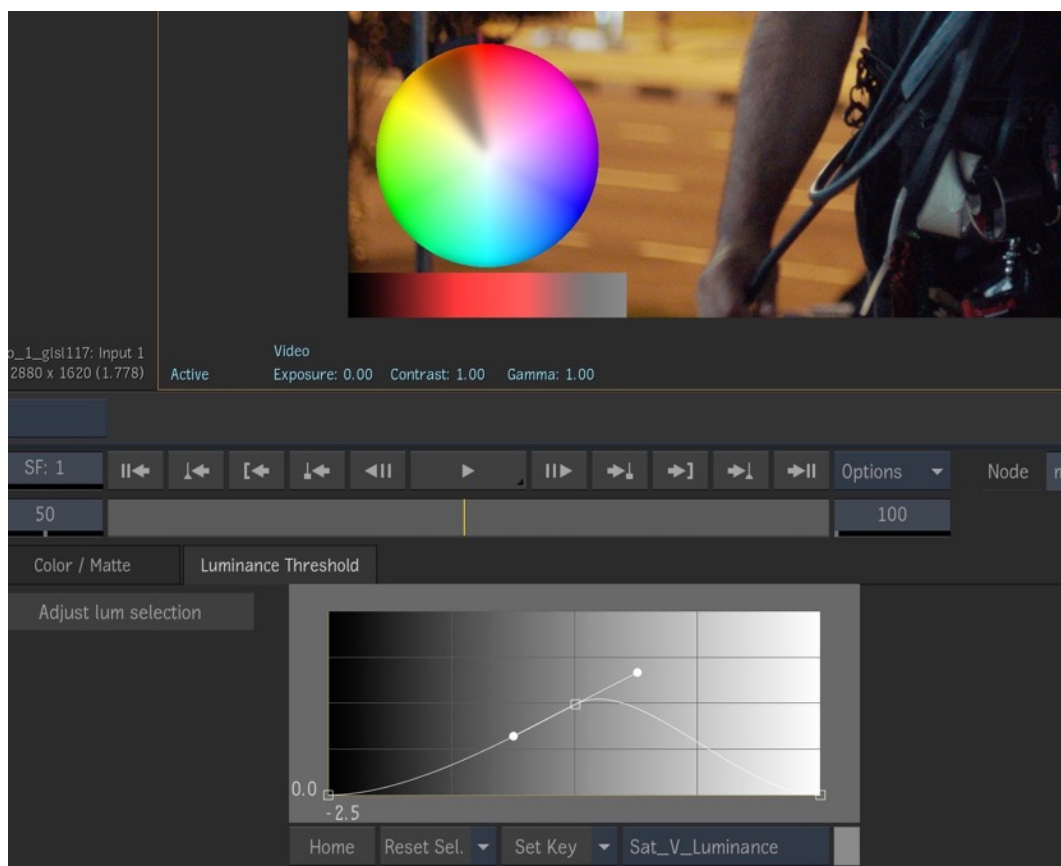 o_1_glsl117: Input 1
2880 x 1620 (1.778)
Active
Video
Exposure: 0.00 Contrast: 1.00 Gamma: 1.00
SF: 1
Options
Node
50
100
Color / Matte
Luminance Threshold
Adjust lum selection
0.0
-2.5
Home
Reset Sel.
Set Key
Sat_V_Luminance